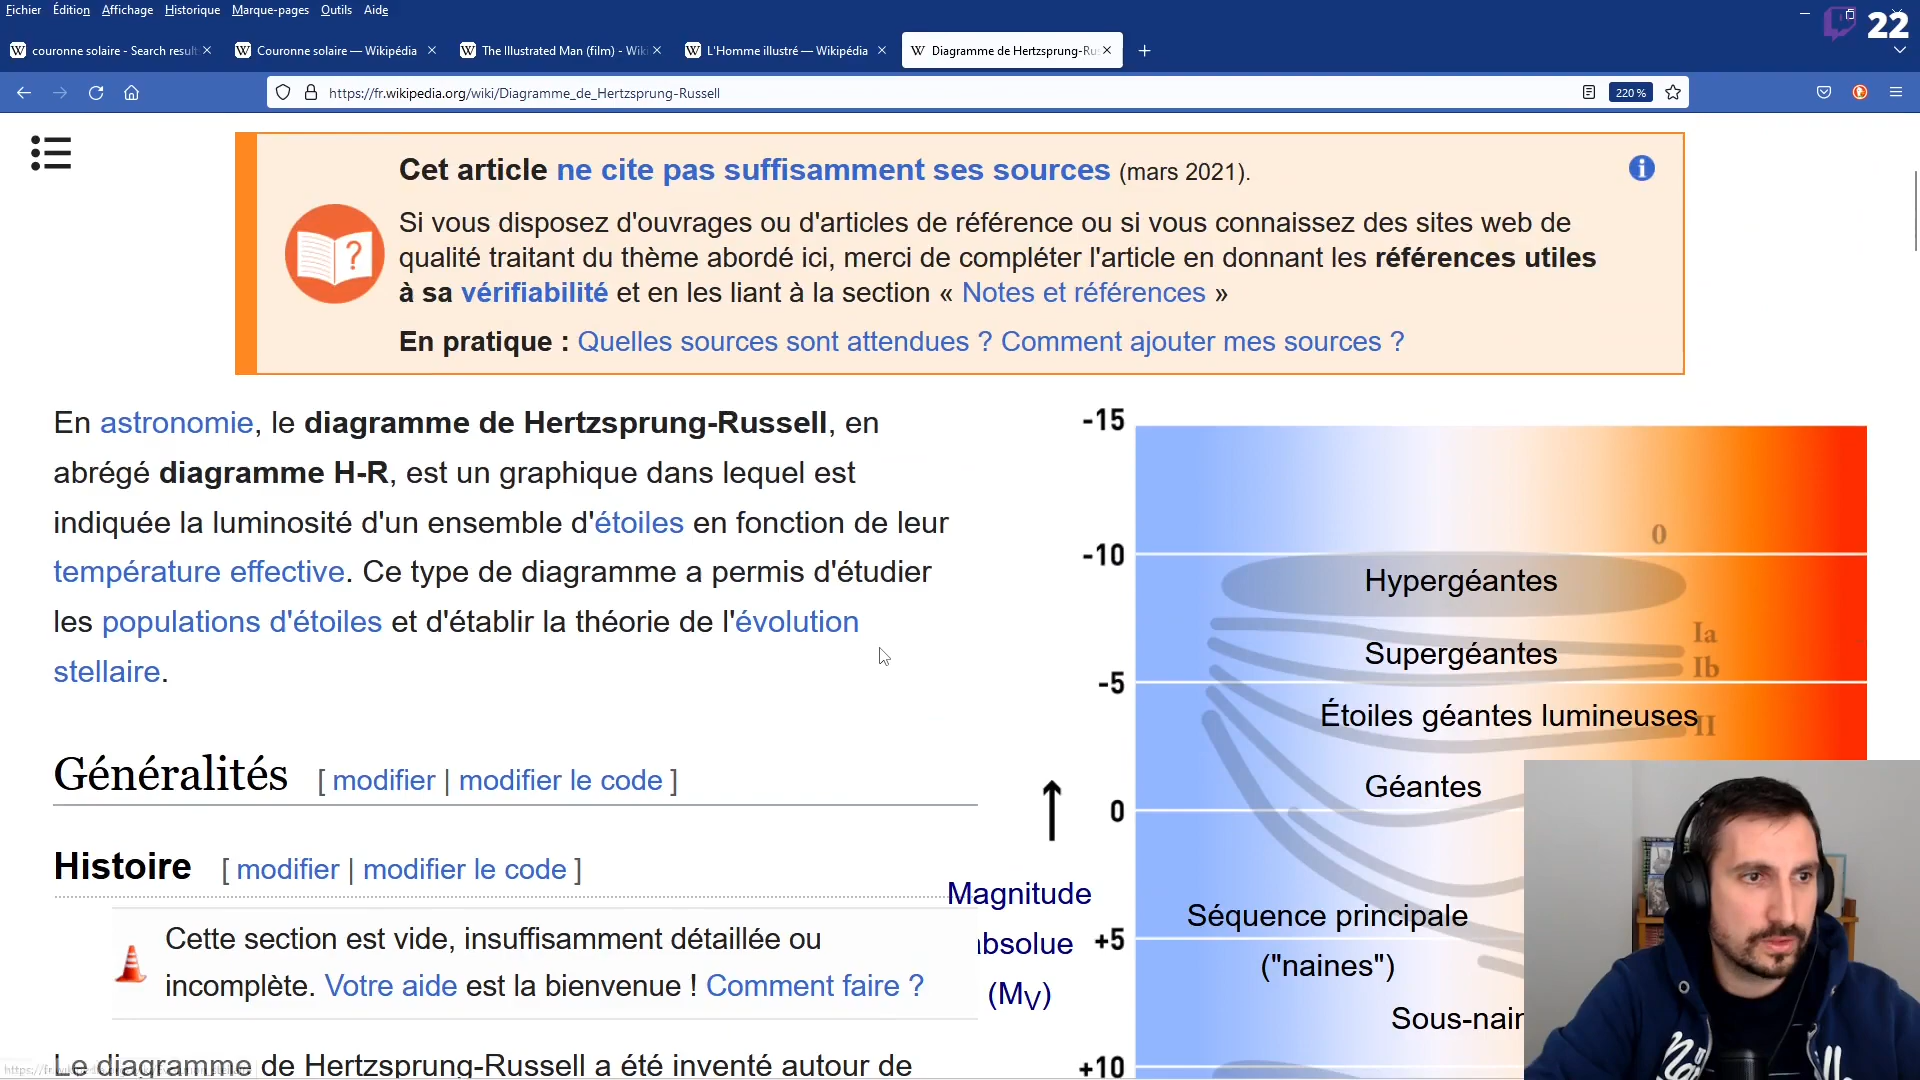 Fichier Édition Affichage Historique Marque-pages Outils Aide
22
couronne solaire - Search result
Couronne solaire — Wikipédia
The Illustrated Man (film) - Wiki
L'Homme illustré — Wikipédia
Diagramme de Hertzsprung-Ru
https://fr.wikipedia.org/wiki/Diagramme_de_Hertzsprung-Russell
220 %
Cet article ne cite pas suffisamment ses sources (mars 2021).
Si vous disposez d'ouvrages ou d'articles de référence ou si vous connaissez des sites web de
qualité traitant du thème abordé ici, merci de compléter l'article en donnant les références utiles
à sa vérifiabilité et en les liant à la section « Notes et références »
En pratique : Quelles sources sont attendues ? Comment ajouter mes sources ?
En astronomie, le diagramme de Hertzsprung-Russell, en
abrégé diagramme H-R, est un graphique dans lequel est
indiquée la luminosité d'un ensemble d'étoiles en fonction de leur
température effective. Ce type de diagramme a permis d'étudier
les populations d'étoiles et d'établir la théorie de l'évolution
stellaire.
Généralités [ modifier | modifier le code ]
Histoire [ modifier | modifier le code ]
Cette section est vide, insuffisamment détaillée ou
incomplète. Votre aide est la bienvenue ! Comment faire ?
Le diagramme de Hertzsprung-Russell a été inventé autour de
-15
0
-10
Hypergéantes
Ia
Supergéantes
Ib
-5
Étoiles géantes lumineuses
II
Géantes
0
Magnitude
absolue
(MV)
Séquence principale
+5
("naines")
Sous-nain
+10